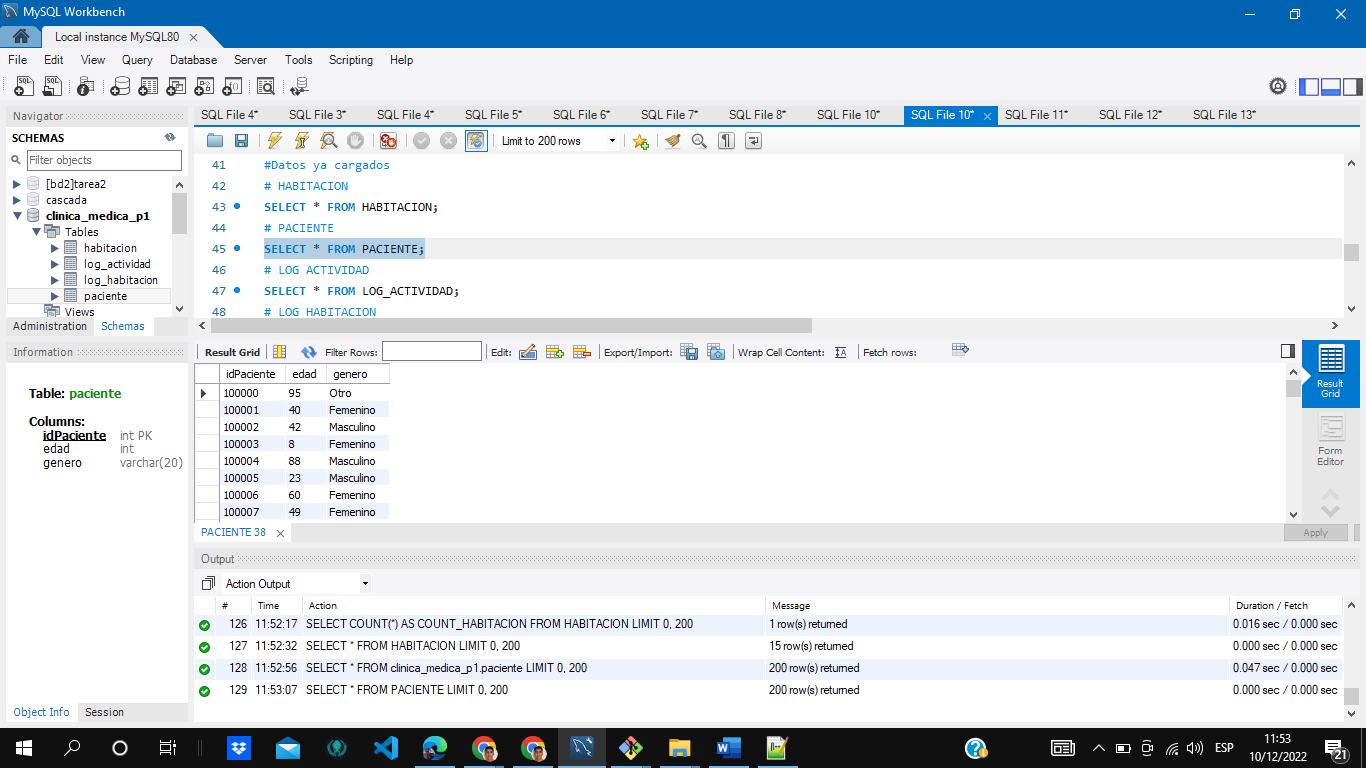 MySQL Workbench
Local instance MySQL80
File Edit View Query Database Server Tools Scripting Help
Navigator
SCHEMAS
Filter objects
[bd2]tarea2
cascada
clinica_medica_p1
Tables
habitacion
log_actividad
log_habitacion
paciente
Views
Administration Schemas
Information
Table: paciente
Columns:
idPaciente int PK
edad int
genero varchar(20)
Object Info Session
SQL File 4* SQL File 3* SQL File 4* SQL File 5* SQL File 6* SQL File 7* SQL File 8* SQL File 10* SQL File 10* SQL File 11* SQL File 12* SQL File 13*
Limit to 200 rows
41 #Datos ya cargados
42 # HABITACION
43 SELECT * FROM HABITACION;
44 # PACIENTE
45 SELECT * FROM PACIENTE;
46 # LOG ACTIVIDAD
47 SELECT * FROM LOG_ACTIVIDAD;
48 # LOG HABITACION
Result Grid Filter Rows: Edit: Export/Import: Wrap Cell Content: Fetch rows:
idPaciente edad genero
100000 95 Otro
100001 40 Femenino
100002 42 Masculino
100003 8 Femenino
100004 88 Masculino
100005 23 Masculino
100006 60 Femenino
100007 49 Femenino
Result
Grid
Form
Editor
PACIENTE 38
Apply
Output
Action Output
# Time Action Message Duration / Fetch
126 11:52:17 SELECT COUNT(*) AS COUNT_HABITACION FROM HABITACION LIMIT 0, 200 1 row(s) returned 0.016 sec / 0.000 sec
127 11:52:32 SELECT * FROM HABITACION LIMIT 0, 200 15 row(s) returned 0.000 sec / 0.000 sec
128 11:52:56 SELECT * FROM clinica_medica_p1.paciente LIMIT 0, 200 200 row(s) returned 0.047 sec / 0.000 sec
129 11:53:07 SELECT * FROM PACIENTE LIMIT 0, 200 200 row(s) returned 0.000 sec / 0.000 sec
ESP
11:53
10/12/2022
21